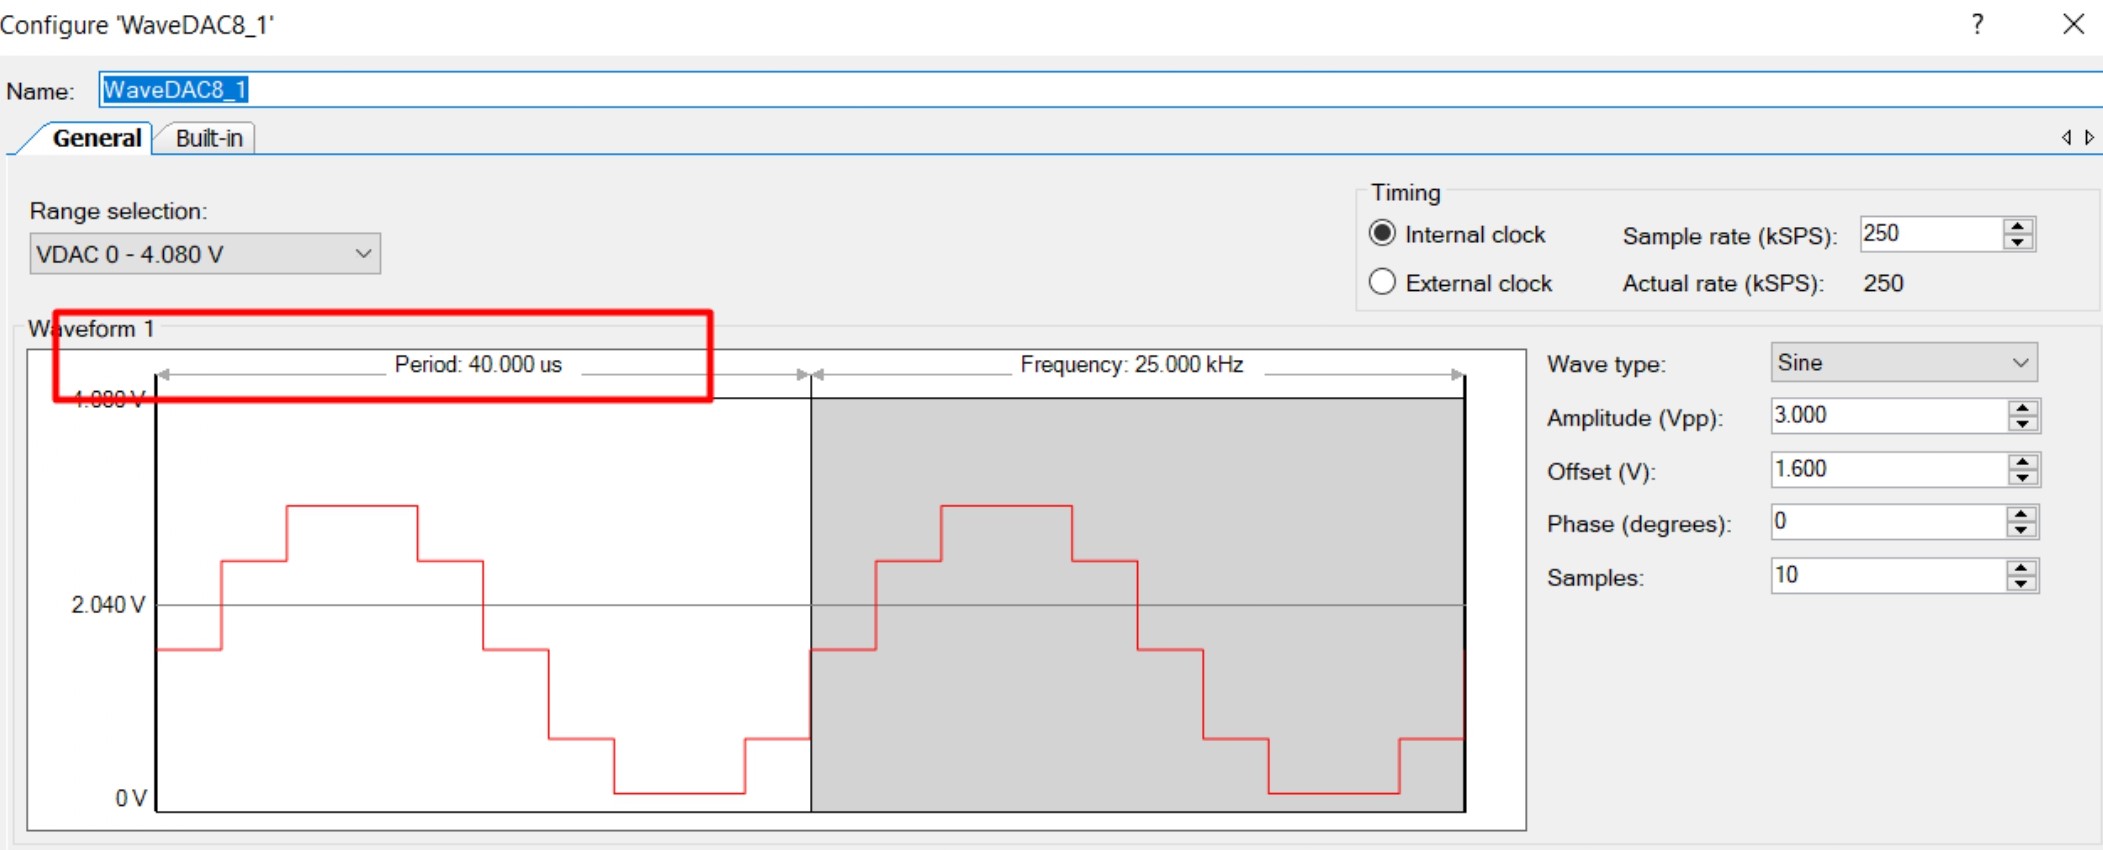 Configure 'WaveDAC8_1'
?
Name: WaveDAC8_1
General Built-in
Range selection:
VDAC 0 - 4.080 V
Timing
Internal clock Sample rate (kSPS): 250
External clock Actual rate (kSPS): 250
Waveform 1
Period: 40.000 us Frequency: 25.000 kHz
4.080 V
2.040 V
0 V
Wave type: Sine
Amplitude (Vpp): 3.000
Offset (V): 1.600
Phase (degrees): 0
Samples: 10